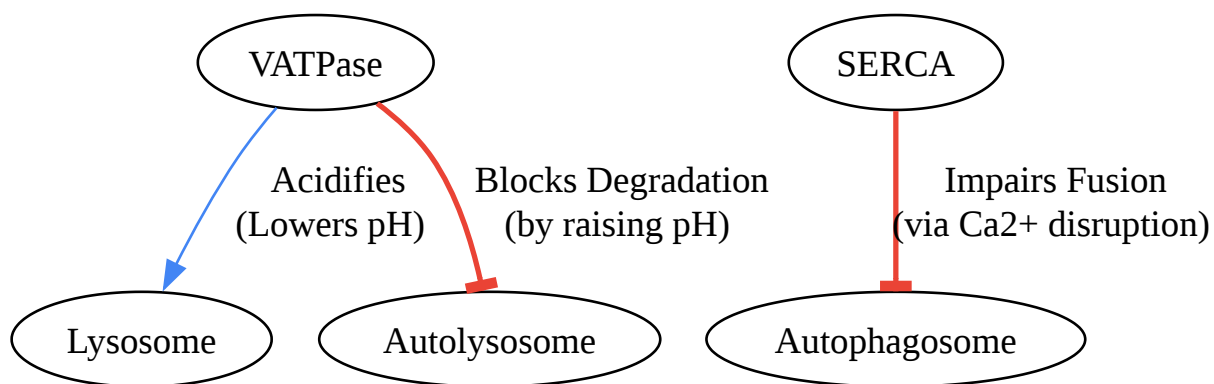 VATPase
SERCA
Acidifies
(Lowers pH)
Blocks Degradation
(by raising pH)
Impairs Fusion
(via Ca2+ disruption)
Lysosome
Autolysosome
Autophagosome